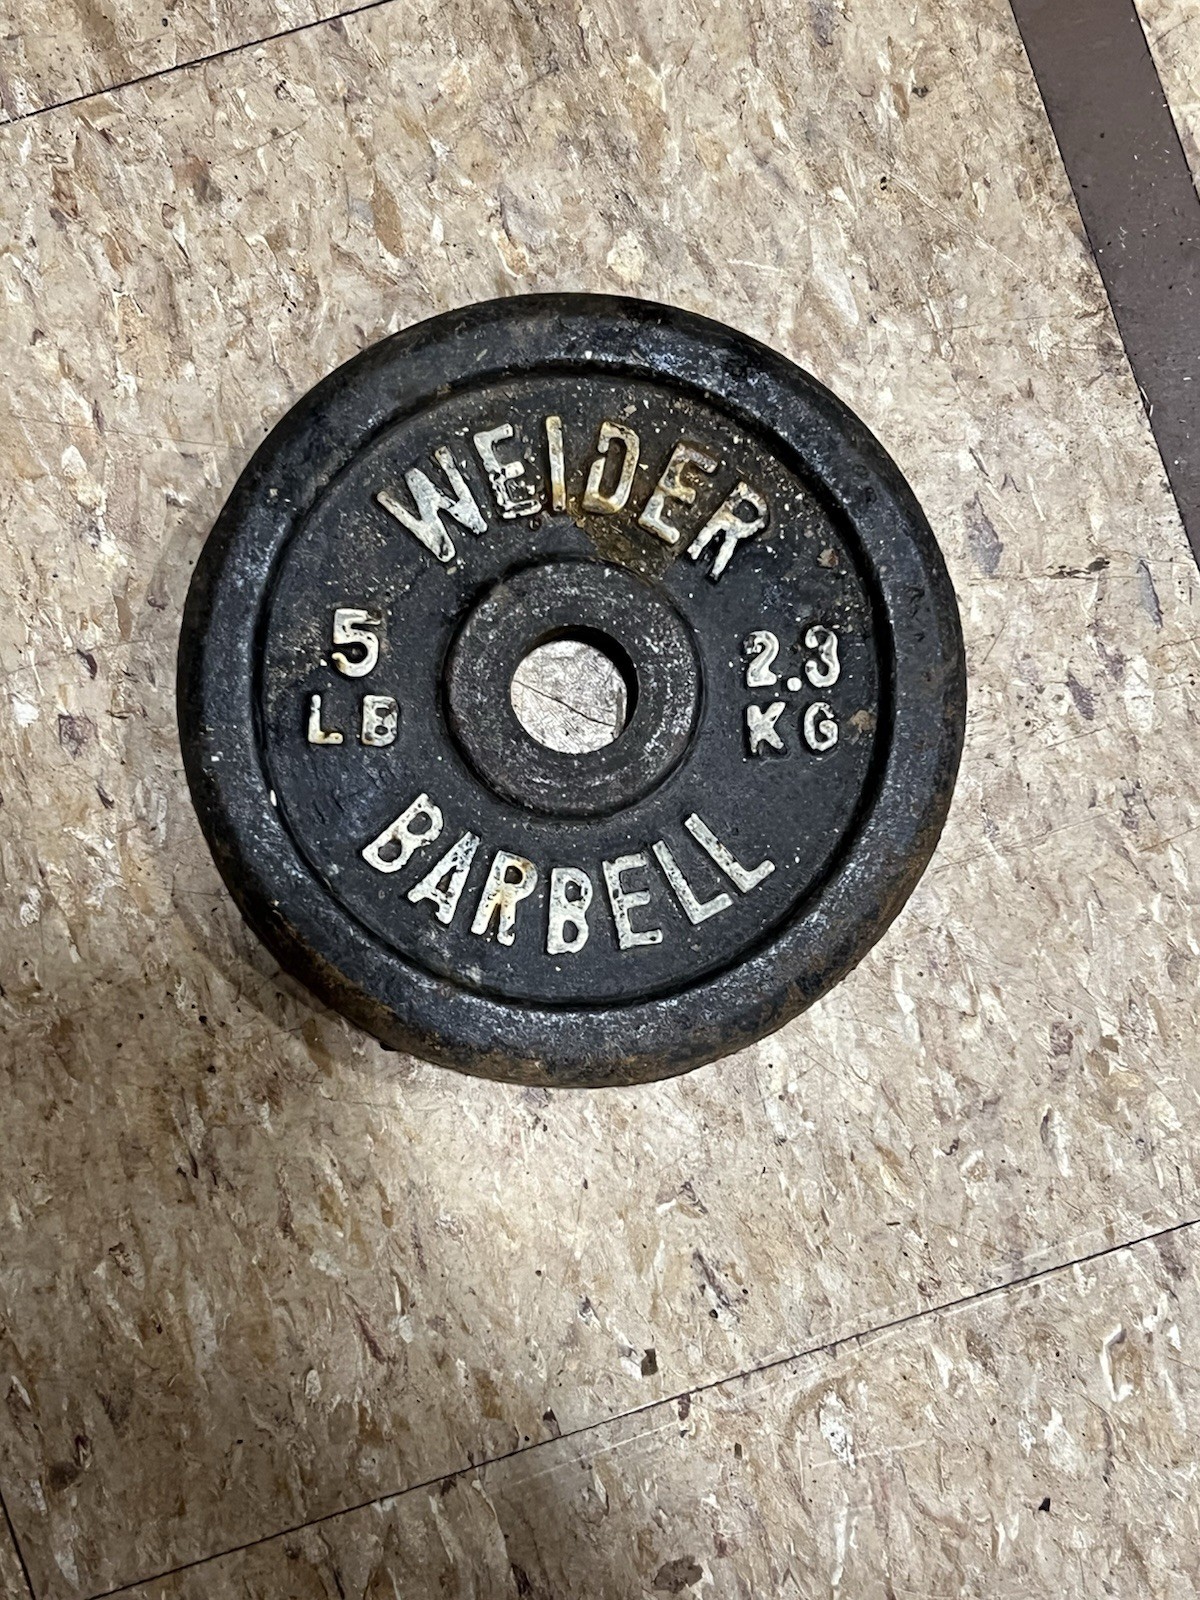 WEIDER
5
LB
2.3
KG
BARBELL